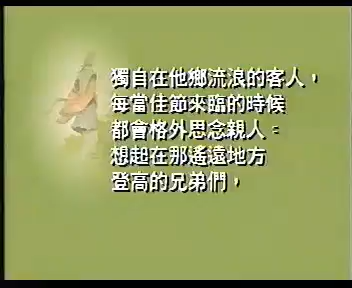 獨自在他鄉流浪的客人，
每當佳節來臨的時候
都會格外思念親人。
想起在那遙遠地方
登高的兄弟們，